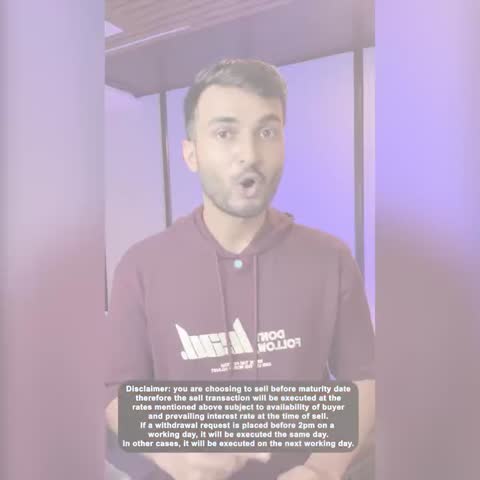 DON'T
FOLLOW
Disclaimer: you are choosing to sell before maturity date
therefore the sell transaction will be executed at the
rates mentioned above subject to availability of buyer
and prevailing interest rate at the time of sell.
If a withdrawal request is placed before 2pm on a
working day, it will be executed the same day.
In other cases, it will be executed on the next working day.